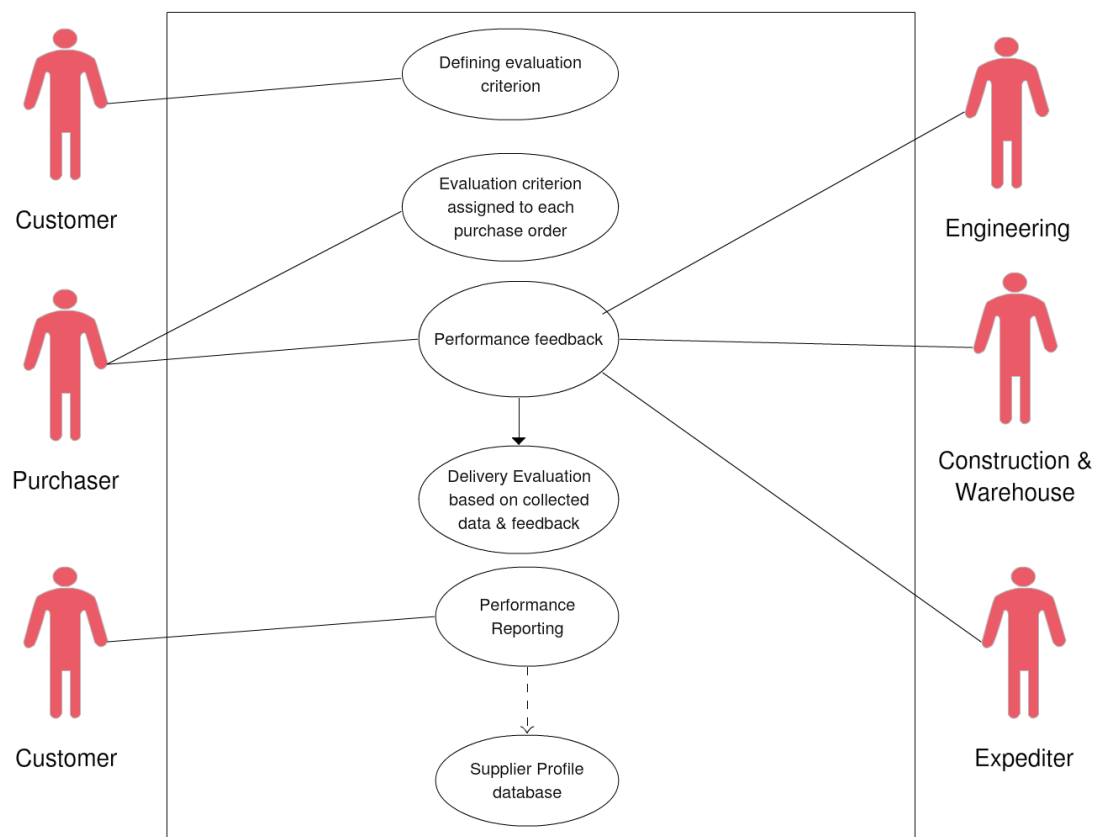 Defining evaluation
criterion
Customer
Evaluation criterion
assigned to each
purchase order
Engineering
Performance feedback
Purchaser
Construction &
Warehouse
Delivery Evaluation
based on collected
data & feedback
Performance
Reporting
Customer
Supplier Profile
database
Expediter